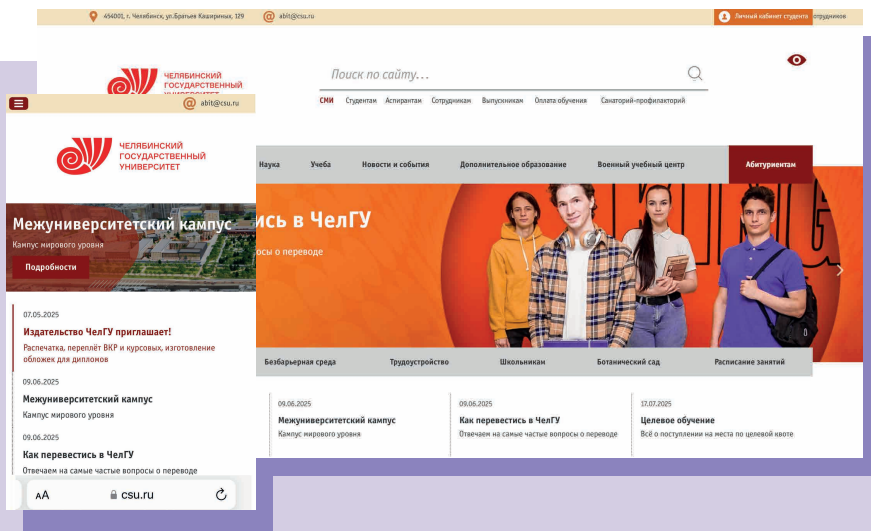 454001, г. Челябинск, ул.Братьев Кашириных, 129
abit@csu.ru
Личный кабинет студента
отрудников
ЧЕЛЯБИНСКИЙ
ГОСУДАРСТВЕННЫЙ
УНИВЕРСИТЕТ
Поиск по сайту...
СМИ Студентам Аспирантам Сотрудникам Выпускникам Оплата обучения Санаторий-профилакторий
Наука Учеба Новости и события Дополнительное образование Военный учебный центр Абитуриентам
ись в ЧелГУ
осы о переводе
Безбарьерная среда Трудоустройство Школьникам Ботанический сад Расписание занятий
09.06.2025
Межуниверситетский кампус
Кампус мирового уровня
09.06.2025
Как перевестись в ЧелГУ
Отвечаем на самые частые вопросы о переводе
17.07.2025
Целевое обучение
Всё о поступлении на места по целевой квоте
abit@csu.ru
ЧЕЛЯБИНСКИЙ
ГОСУДАРСТВЕННЫЙ
УНИВЕРСИТЕТ
Межуниверситетский кампус
Кампус мирового уровня
Подробности
07.05.2025
Издательство ЧелГУ приглашает!
Распечатка, переплёт ВКР и курсовых, изготовление
обложек для дипломов
09.06.2025
Межуниверситетский кампус
Кампус мирового уровня
09.06.2025
Как перевестись в ЧелГУ
Отвечаем на самые частые вопросы о переводе
AA csu.ru